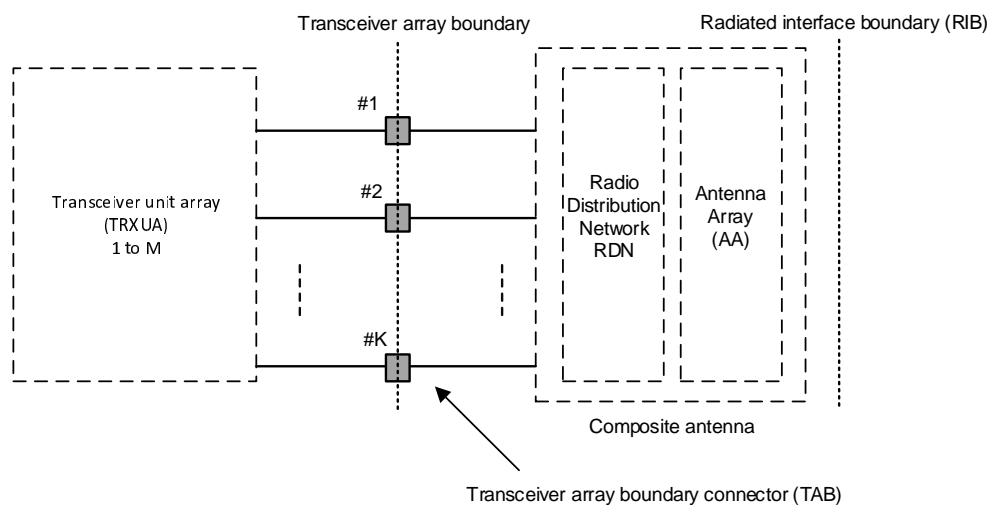 Transceiver array boundary
Radiated interface boundary (RIB)
#1
#2
#K
Transceiver unit array
(TRXUA)
1 to M
Radio
Distribution
Network
RDN
Antenna
Array
(AA)
Composite antenna
Transceiver array boundary connector (TAB)